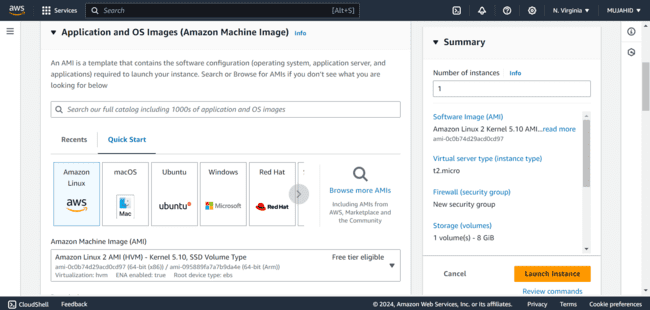 aws
Services
Search
[Alt+S]
N. Virginia
MUJAHID
Application and OS Images (Amazon Machine Image) Info
An AMI is a template that contains the software configuration (operating system, application server, and
applications) required to launch your instance. Search or Browse for AMIs if you don't see what you are
looking for below
Search our full catalog including 1000s of application and OS images
Recents
Quick Start
Amazon
Linux
aws
macOS
Mac
Ubuntu
ubuntu
Windows
Microsoft
Red Hat
Red Hat
Browse more AMIs
Including AMIs from
AWS, Marketplace and
the Community
Amazon Machine Image (AMI)
Amazon Linux 2 AMI (HVM) - Kernel 5.10, SSD Volume Type
Free tier eligible
ami-0c0b74d29acd0cd97 (64-bit (x86)) / ami-095889fa7a7b9da4e (64-bit (Arm))
Virtualization: hvm ENA enabled: true Root device type: ebs
Summary
Number of instances Info
1
Software Image (AMI)
Amazon Linux 2 Kernel 5.10 AMI...read more
ami-0c0b74d29acd0cd97
Virtual server type (instance type)
t2.micro
Firewall (security group)
New security group
Storage (volumes)
1 volume(s) - 8 GiB
Cancel
Launch instance
Review commands
CloudShell
Feedback
© 2024, Amazon Web Services, Inc. or its affiliates.
Privacy
Terms
Cookie preferences